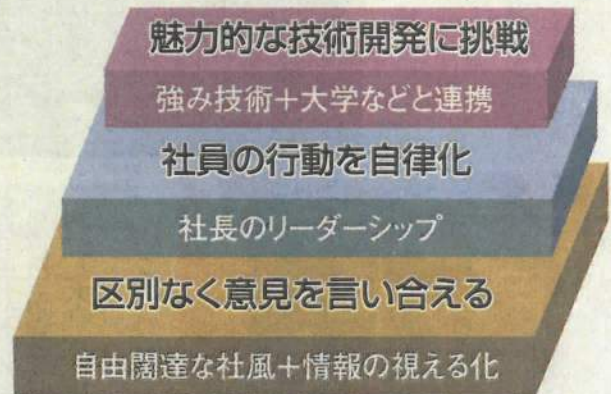 魅力的な技術開発に挑戦
強み技術＋大学などと連携
社員の行動を自律化
社長のリーダーシップ
区別なく意見を言い合える
自由闊達な社風＋情報の視える化